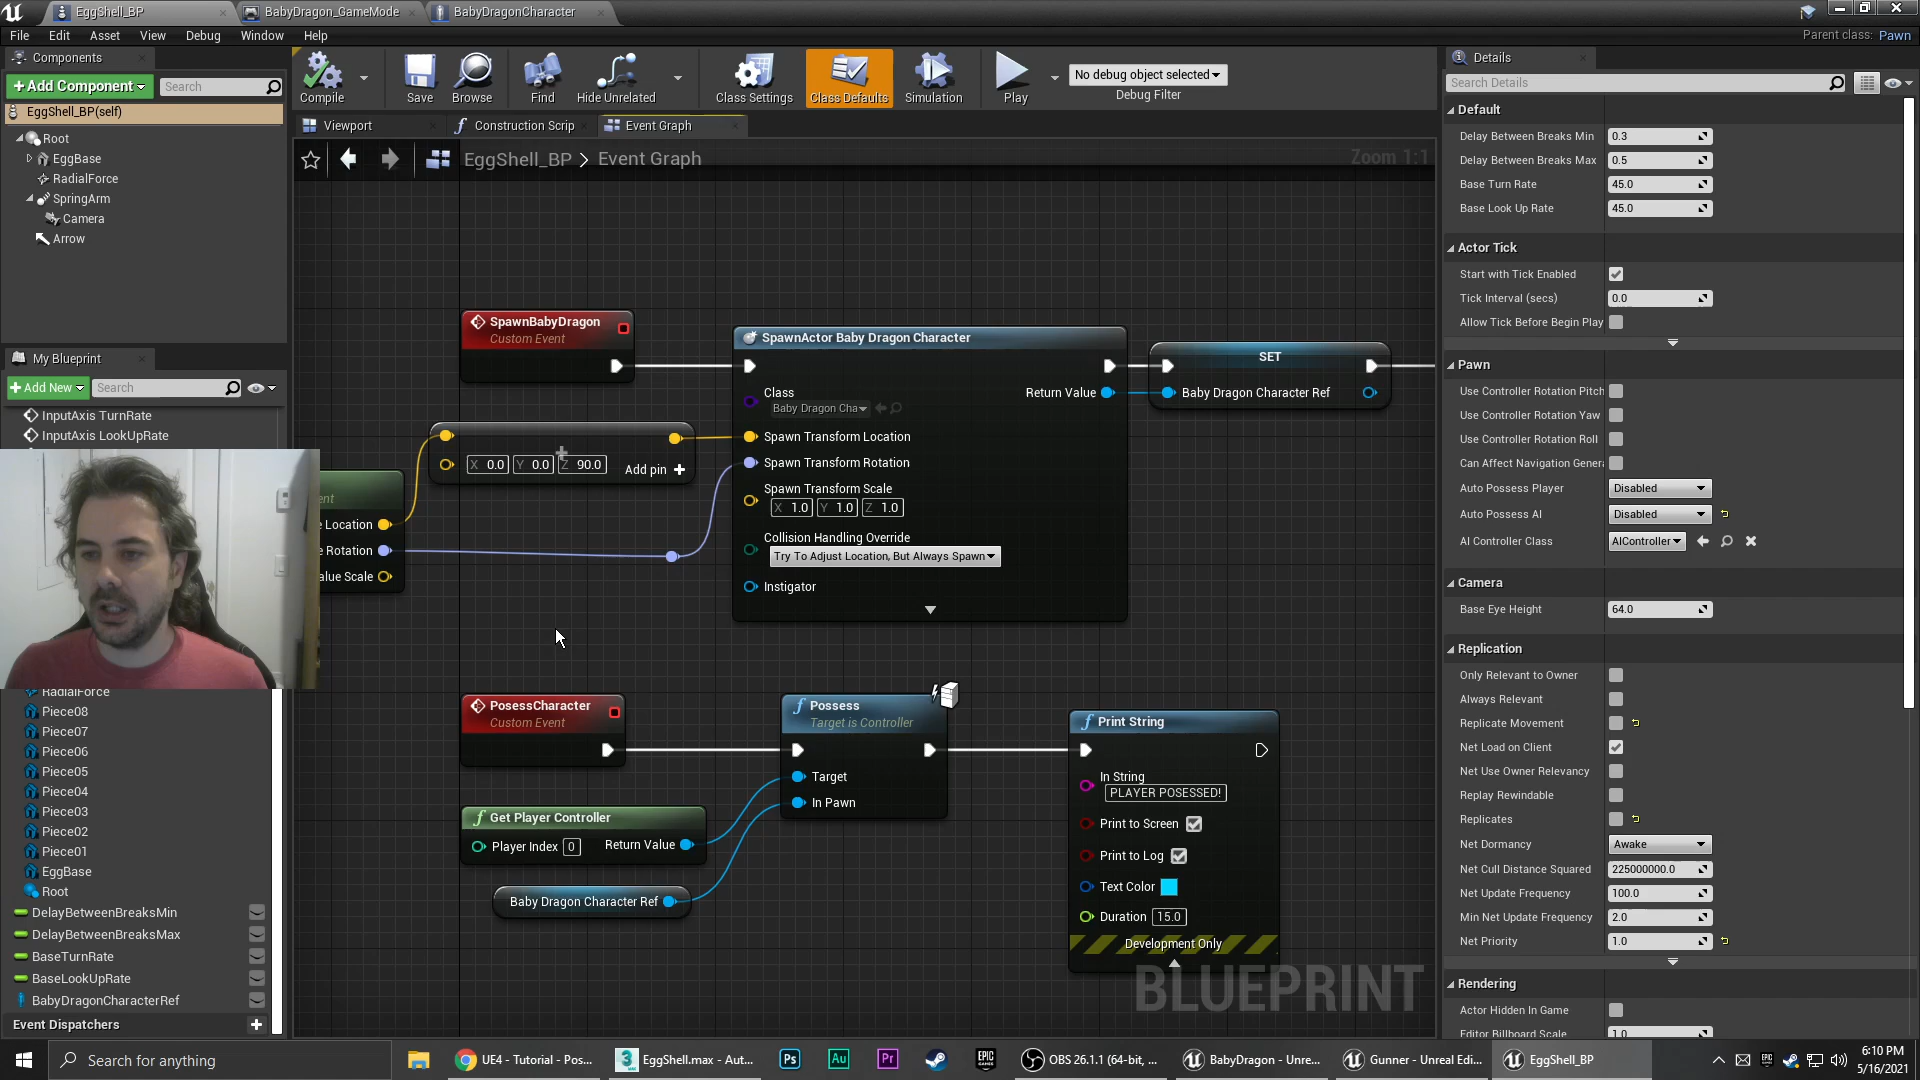 EggShell_BP
BabyDragon_GameMode
BabyDragonCharacter
File Edit Asset View Debug Window Help
Parent class: Pawn
Components
+ Add Component
Search
EggShell_BP(self)
Root
EggBase
RadialForce
SpringArm
Camera
Arrow
My Blueprint
+ Add New
Search
InputAxis TurnRate
InputAxis LookUpRate
RadialForce
Piece08
Piece07
Piece06
Piece05
Piece04
Piece03
Piece02
Piece01
EggBase
Root
DelayBetweenBreaksMin
DelayBetweenBreaksMax
BaseTurnRate
BaseLookUpRate
BabyDragonCharacterRef
Event Dispatchers
Compile
Save
Browse
Find
Hide Unrelated
Class Settings
Class Defaults
Simulation
Play
No debug object selected
Debug Filter
Viewport
Construction Scrip
Event Graph
EggShell_BP > Event Graph
Zoom 1:1
SpawnBabyDragon
Custom Event
SpawnActor Baby Dragon Character
Class
Baby Dragon Cha
Return Value
Spawn Transform Location
Spawn Transform Rotation
Spawn Transform Scale
X 1.0 Y 1.0 Z 1.0
Collision Handling Override
Try To Adjust Location, But Always Spawn
Instigator
SET
Baby Dragon Character Ref
X 0.0 Y 0.0 Z 90.0
Add pin +
ent
e Location
e Rotation
alue Scale
PosessCharacter
Custom Event
Possess
Target is Controller
Target
In Pawn
Get Player Controller
Player Index 0
Return Value
Baby Dragon Character Ref
Print String
In String
PLAYER POSESSED!
Print to Screen
Print to Log
Text Color
Duration 15.0
Development Only
BLUEPRINT
Details
Search Details
Default
Delay Between Breaks Min 0.3
Delay Between Breaks Max 0.5
Base Turn Rate 45.0
Base Look Up Rate 45.0
Actor Tick
Start with Tick Enabled
Tick Interval (secs) 0.0
Allow Tick Before Begin Play
Pawn
Use Controller Rotation Pitch
Use Controller Rotation Yaw
Use Controller Rotation Roll
Can Affect Navigation Genera
Auto Possess Player Disabled
Auto Possess AI Disabled
AI Controller Class AIController
Camera
Base Eye Height 64.0
Replication
Only Relevant to Owner
Always Relevant
Replicate Movement
Net Load on Client
Net Use Owner Relevancy
Replay Rewindable
Replicates
Net Dormancy Awake
Net Cull Distance Squared 225000000.0
Net Update Frequency 100.0
Min Net Update Frequency 2.0
Net Priority 1.0
Rendering
Actor Hidden In Game
Editor Billboard Scale 1.0
Search for anything
UE4 - Tutorial - Pos...
EggShell.max - Aut...
Ps
Au
Pr
EPIC GAMES
OBS 26.1.1 (64-bit, ...
BabyDragon - Unre...
Gunner - Unreal Edi...
EggShell_BP
6:10 PM
5/16/2021